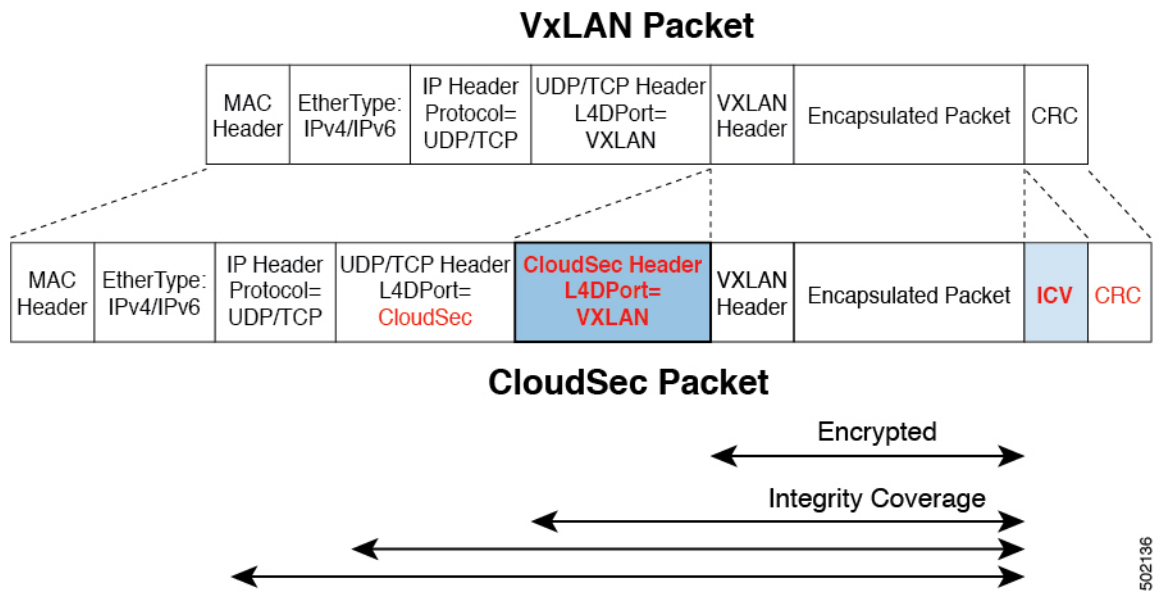 VxLAN Packet
MAC
Header
EtherType:
IPv4/IPv6
IP Header
Protocol=
UDP/TCP
UDP/TCP Header
L4DPort=
VXLAN
VXLAN
Header
Encapsulated Packet
CRC
MAC
Header
EtherType:
IPv4/IPv6
IP Header
Protocol=
UDP/TCP
UDP/TCP Header
L4DPort=
CloudSec
CloudSec Header
L4DPort=
VXLAN
VXLAN
Header
Encapsulated Packet
ICV
CRC
CloudSec Packet
Encrypted
Integrity Coverage
502136